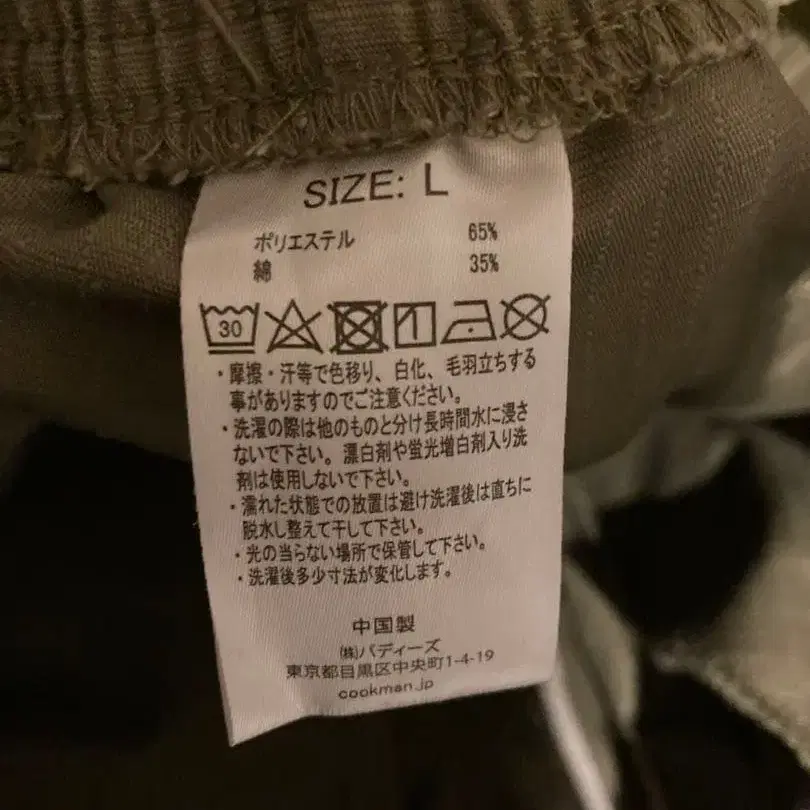 SIZE: L
ポリエステル 65%
綿 35%
30
・摩擦・汗等で色移り、白化、毛羽立ちする
事がありますのでご注意ください。
・洗濯の際は他のものと分け長時間水に浸さ
ないで下さい。漂白剤や蛍光増白剤入り洗
剤は使用しないで下さい。
・濡れた状態での放置は避け洗濯後は直ちに
脱水し整えて干して下さい。
・光の当らない場所で保管して下さい。
・洗濯後多少寸法が変化します。
中国製
㈱バディーズ
東京都目黒区中央町1-4-19
cookman.jp